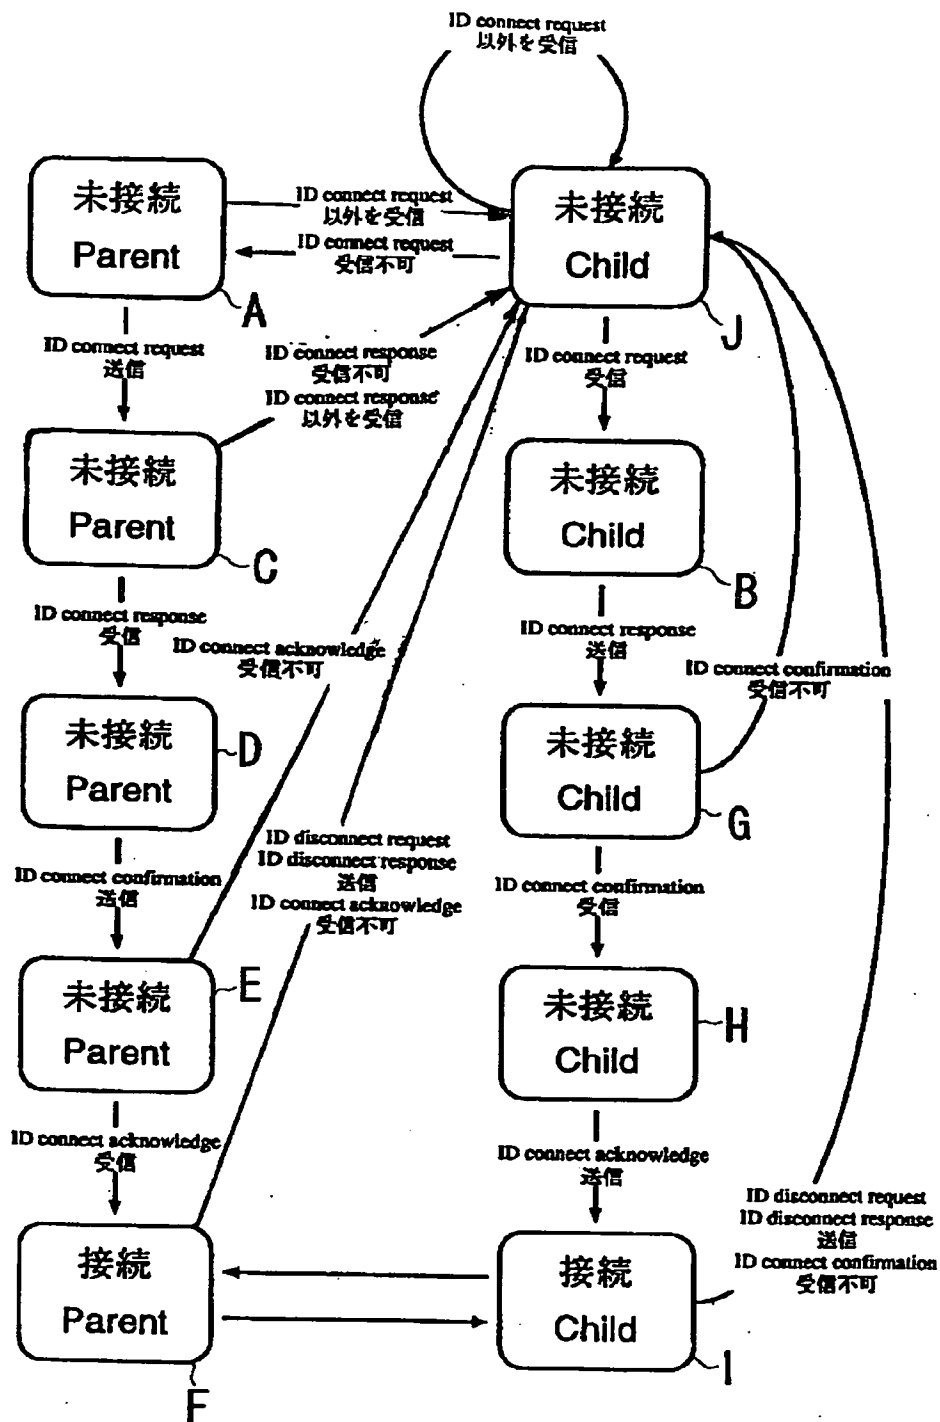 ID connect request
以外を受信
未接続
Parent
A
ID connect request
以外を受信
ID connect request
受信不可
未接続
Child
J
ID connect request
送信
ID connect response
受信不可
ID connect response
以外を受信
ID connect request
受信
未接続
Parent
C
未接続
Child
B
ID connect response
受信
ID connect acknowledge
受信不可
ID connect response
送信
ID connect confirmation
受信不可
未接続
Parent
D
未接続
Child
G
ID connect confirmation
送信
ID disconnect request
ID disconnect response
送信
ID connect acknowledge
受信不可
ID connect confirmation
受信
未接続
Parent
E
未接続
Child
H
ID connect acknowledge
受信
ID connect acknowledge
送信
ID disconnect request
ID disconnect response
送信
ID connect confirmation
受信不可
接続
Parent
F
接続
Child
I